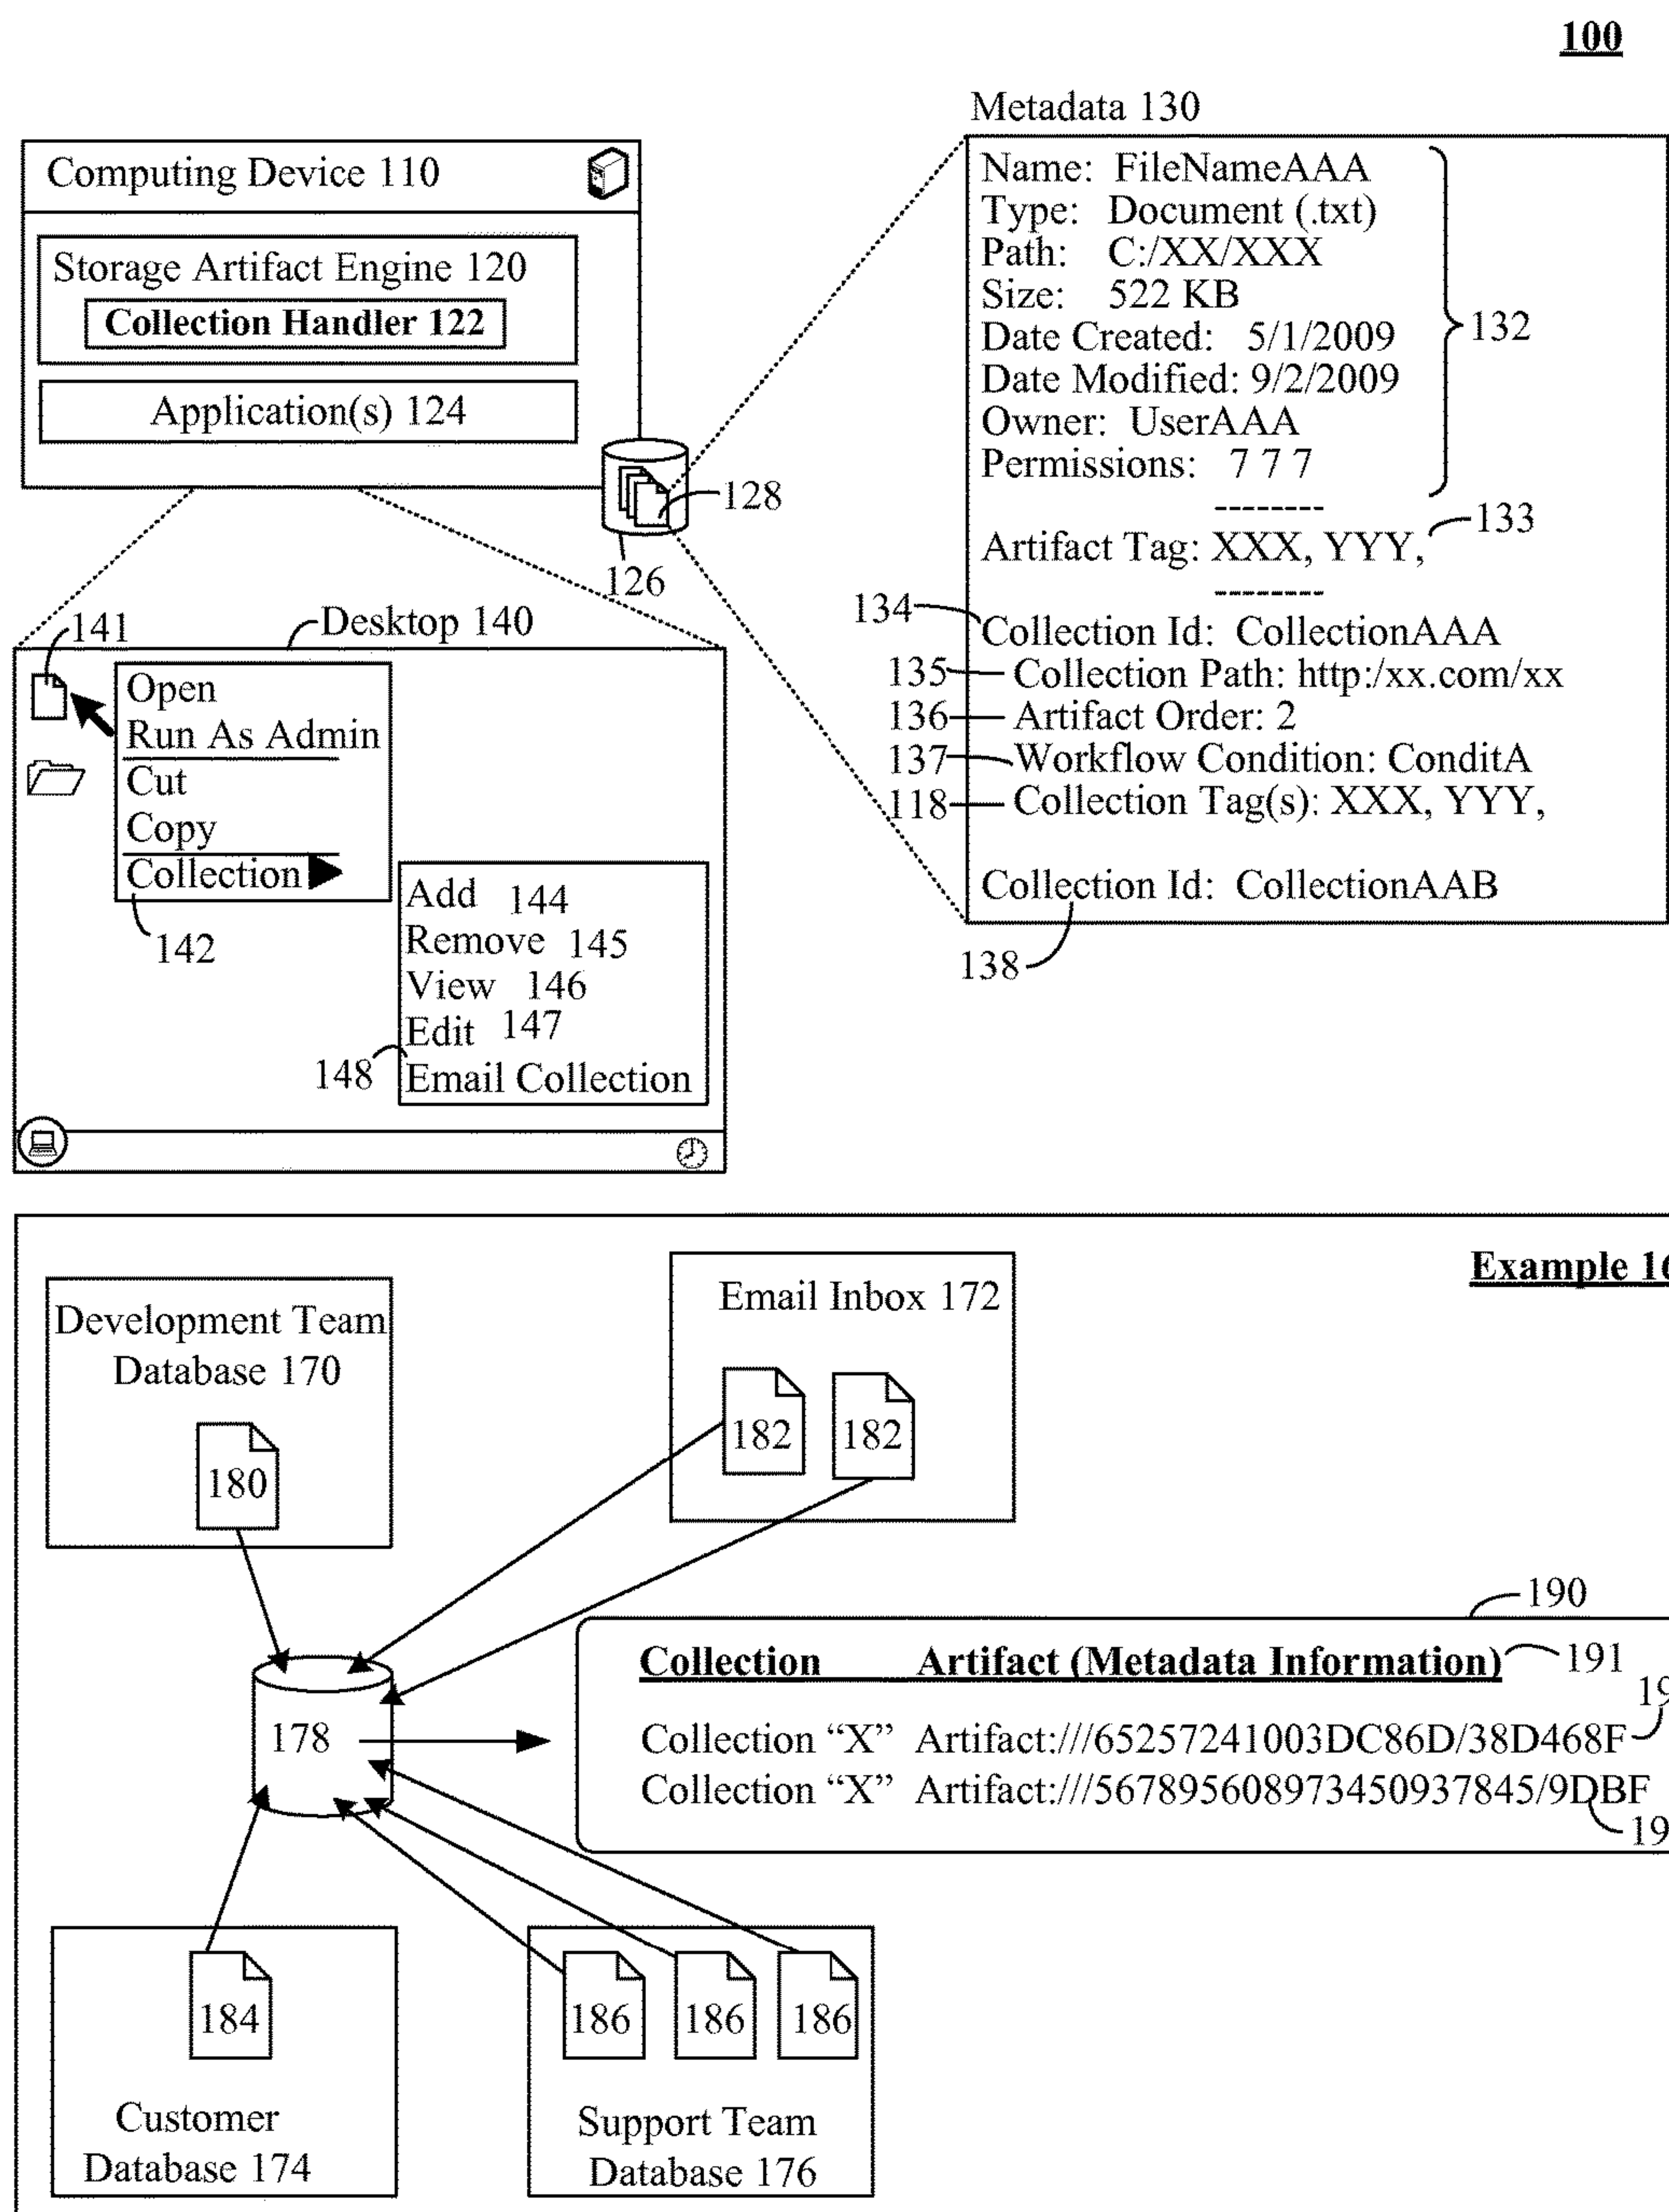 100
Metadata 130
Computing Device 110
Storage Artifact Engine 120
Collection Handler 122
Application(s) 124
128
126
Name: FileNameAAA
Type: Document (.txt)
Path: C:/XX/XXX
Size: 522 KB
Date Created: 5/1/2009
Date Modified: 9/2/2009
Owner: UserAAA
Permissions: 7 7 7
132
--------
Artifact Tag: XXX, YYY,
133
--------
134
Collection Id: CollectionAAA
135
Collection Path: http:/xx.com/xx
136
Artifact Order: 2
137
Workflow Condition: ConditA
118
Collection Tag(s): XXX, YYY,
Collection Id: CollectionAAB
138
Desktop 140
141
Open
Run As Admin
Cut
Copy
Collection
142
Add 144
Remove 145
View 146
Edit 147
148
Email Collection
Example 16
Development Team
Database 170
180
Email Inbox 172
182
182
178
190
Collection Artifact (Metadata Information)
191
19
Collection “X” Artifact:///65257241003DC86D/38D468F
Collection “X” Artifact:///567895608973450937845/9DBF
19
184
Customer
Database 174
186
186
186
Support Team
Database 176